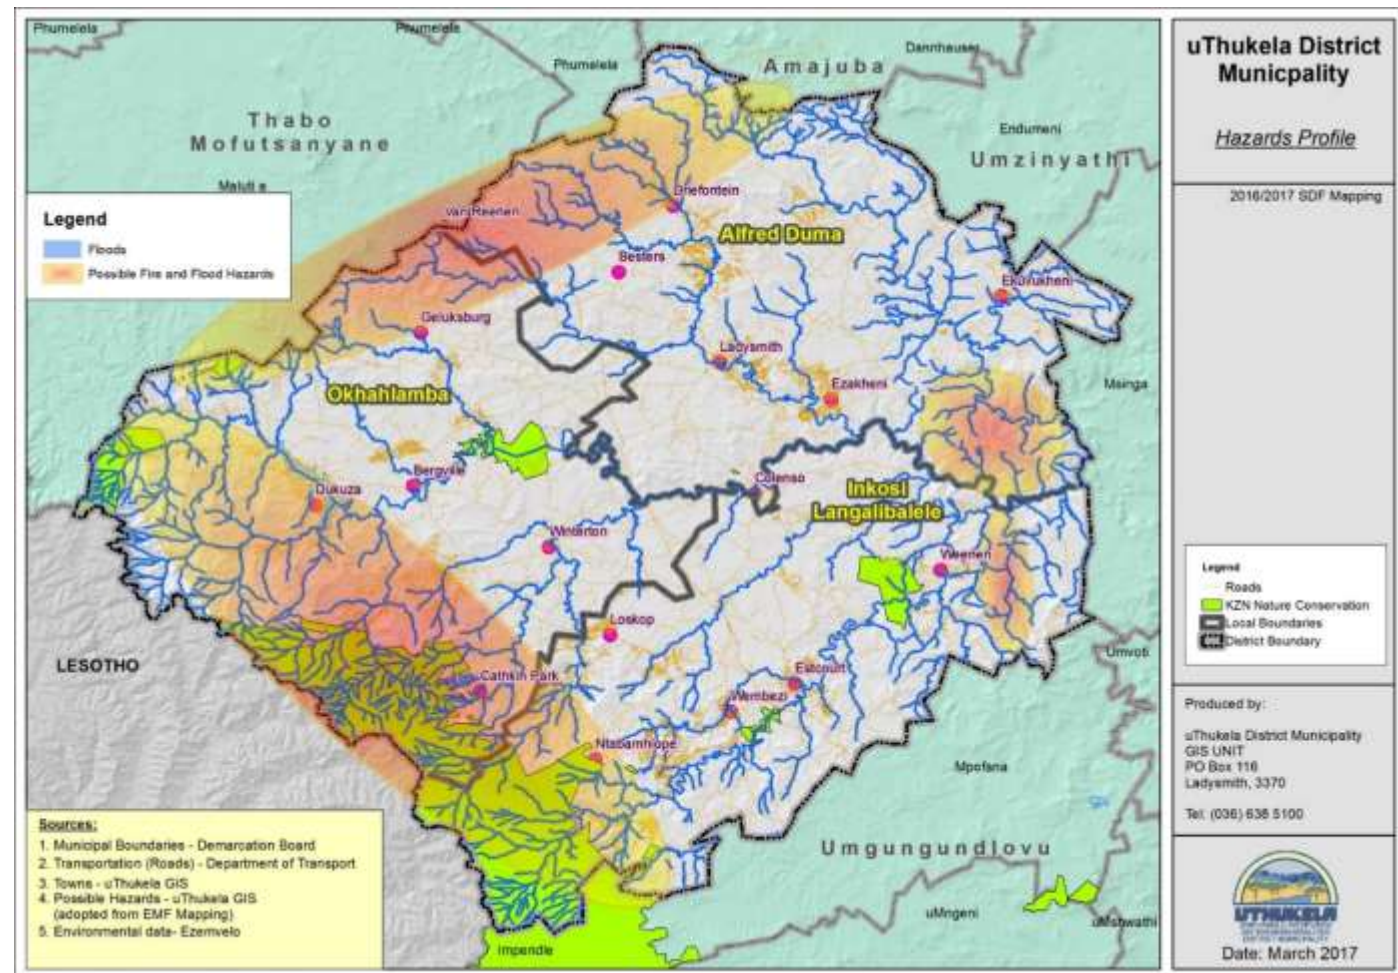 Phumelela
Phumelela
Phumelela
Dannhauser
Amajuba
Thabo
Mofutsanyane
Endumeni
Umzinyathi
Maluti a
Legend
Floods
Possible Fire and Flood Hazards
Driefontein
van Reenen
Alfred Duma
Besters
Ekuvukheni
Geluksburg
Ladysmith
Ezakheni
Msinga
Okhahlamba
Bergville
Dukuza
Colenso
Inkosi
Langalibalele
Winterton
Weenen
Loskop
LESOTHO
Umvoti
Cathkin Park
Estcourt
Wembezi
Ntabamhlope
Mpofana
Umgungundlovu
uMngeni
uMshwathi
Impendle
Sources:
1. Municipal Boundaries - Demarcation Board
2. Transportation (Roads) - Department of Transport
3. Towns - uThukela GIS
4. Possible Hazards - uThukela GIS
(adopted from EMF Mapping)
5. Environmental data- Ezemvelo
uThukela District
Municpality
Hazards Profile
2016/2017 SDF Mapping
Legend
Roads
KZN Nature Conservation
Local Boundaries
District Boundary
Produced by:
uThukela District Municipality
GIS UNIT
PO Box 116
Ladysmith, 3370
Tel: (036) 638 5100
UTHUKELA
DISTRICT MUNICIPALITY
Date: March 2017